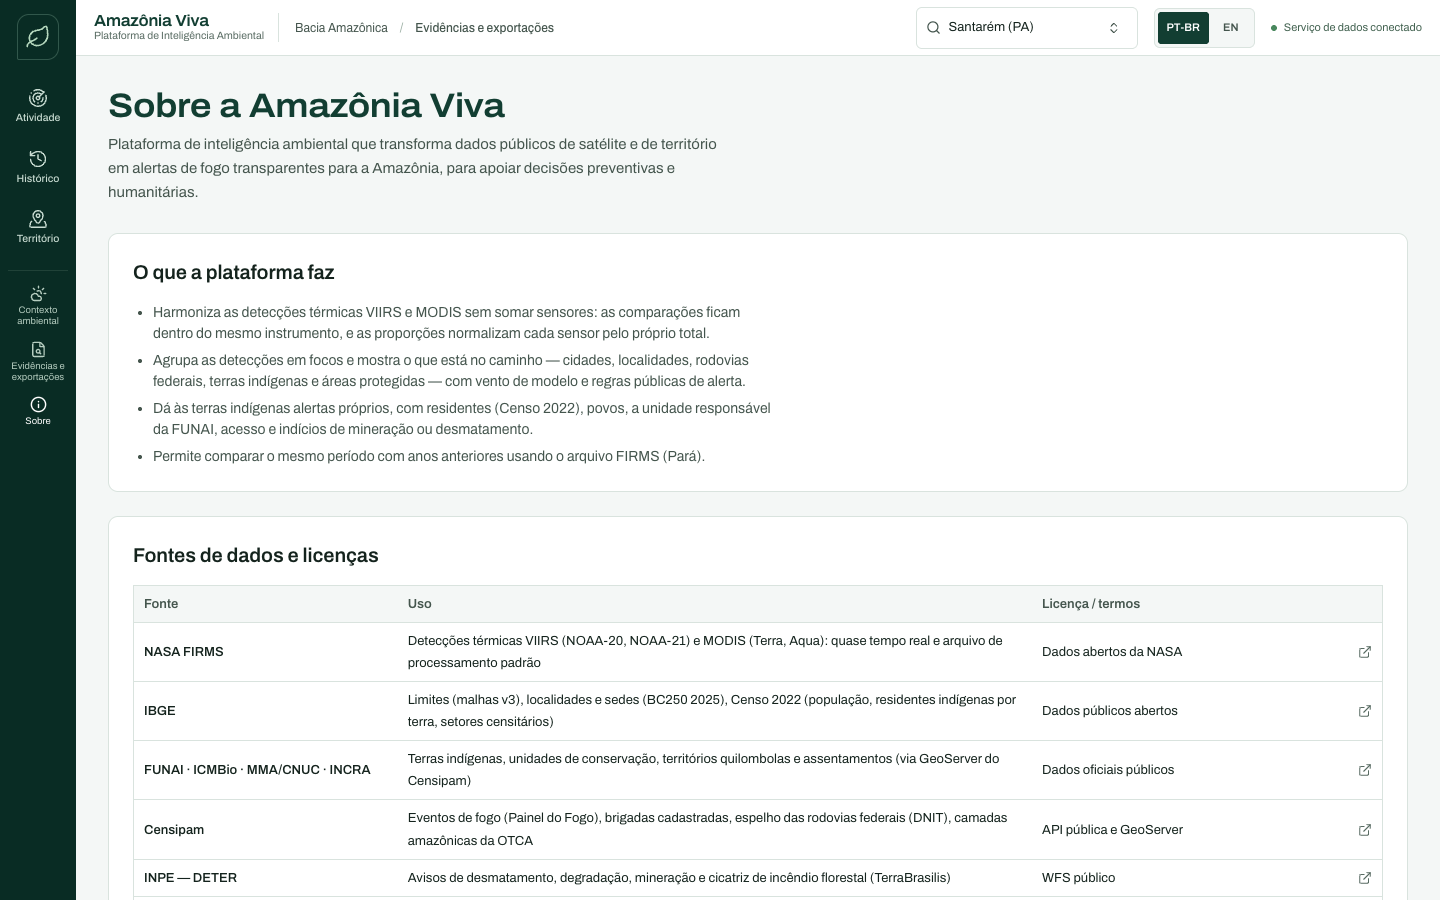 Amazônia Viva
Plataforma de Inteligência Ambiental
Bacia Amazônica / Evidências e exportações
Santarém (PA)
PT-BR EN
Serviço de dados conectado
Atividade
Histórico
Território
Contexto
ambiental
Evidências e
exportações
Sobre
Sobre a Amazônia Viva
Plataforma de inteligência ambiental que transforma dados públicos de satélite e de território
em alertas de fogo transparentes para a Amazônia, para apoiar decisões preventivas e
humanitárias.
O que a plataforma faz
• Harmoniza as detecções térmicas VIIRS e MODIS sem somar sensores: as comparações ficam
dentro do mesmo instrumento, e as proporções normalizam cada sensor pelo próprio total.
• Agrupa as detecções em focos e mostra o que está no caminho — cidades, localidades, rodovias
federais, terras indígenas e áreas protegidas — com vento de modelo e regras públicas de alerta.
• Dá às terras indígenas alertas próprios, com residentes (Censo 2022), povos, a unidade responsável
da FUNAI, acesso e indícios de mineração ou desmatamento.
• Permite comparar o mesmo período com anos anteriores usando o arquivo FIRMS (Pará).
Fontes de dados e licenças
Fonte Uso Licença / termos
NASA FIRMS
Detecções térmicas VIIRS (NOAA-20, NOAA-21) e MODIS (Terra, Aqua): quase tempo real e arquivo de
processamento padrão
Dados abertos da NASA
IBGE
Limites (malhas v3), localidades e sedes (BC250 2025), Censo 2022 (população, residentes indígenas por
terra, setores censitários)
Dados públicos abertos
FUNAI · ICMBio · MMA/CNUC · INCRA
Terras indígenas, unidades de conservação, territórios quilombolas e assentamentos (via GeoServer do
Censipam)
Dados oficiais públicos
Censipam
Eventos de fogo (Painel do Fogo), brigadas cadastradas, espelho das rodovias federais (DNIT), camadas
amazônicas da OTCA
API pública e GeoServer
INPE — DETER
Avisos de desmatamento, degradação, mineração e cicatriz de incêndio florestal (TerraBrasilis)
WFS público